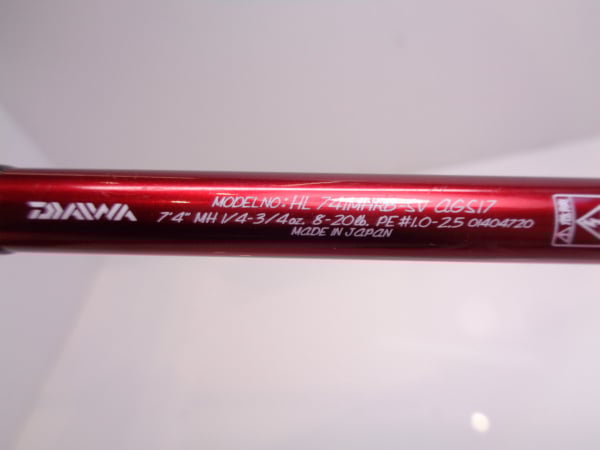 DAIWA
MODEL NO: HL 741MHRB-SV AGS17
7'4" MH 1/4-3/4oz. 8-20lb. PE #1.0-2.5 01404720
MADE IN JAPAN